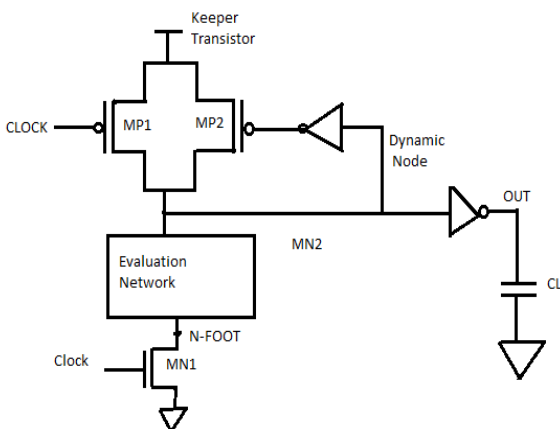 Keeper
Transistor
CLOCK
MP1
MP2
Dynamic
Node
OUT
MN2
Evaluation
Network
CL
N-FOOT
Clock
MN1